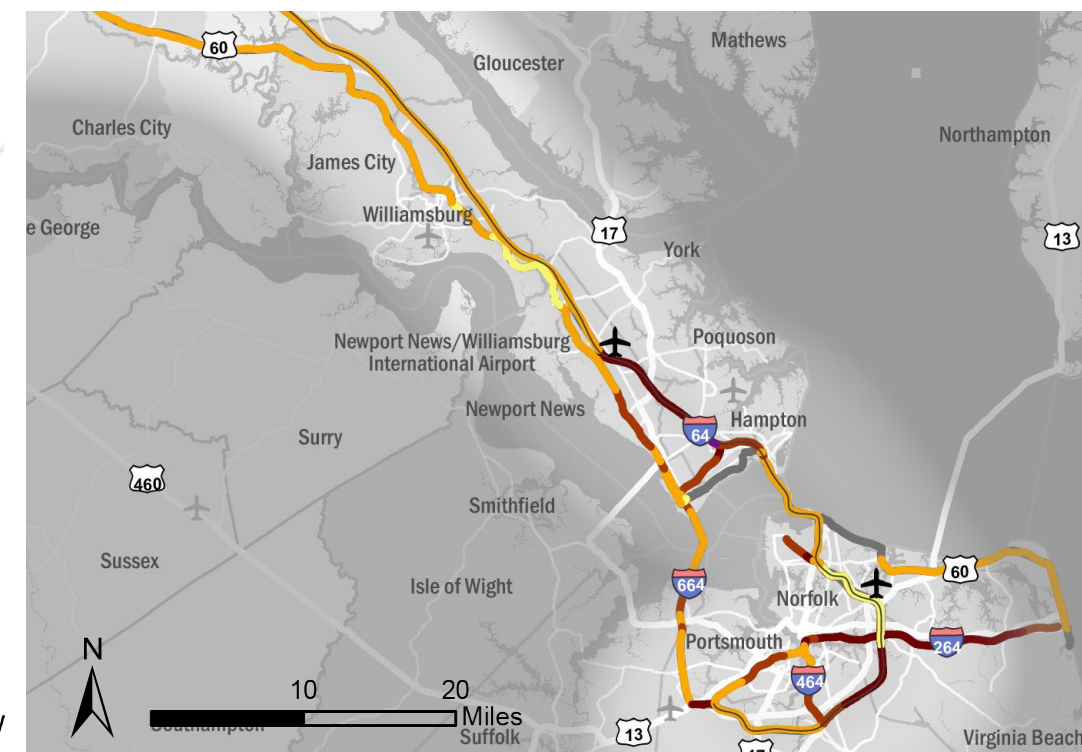 Mathews
60
Gloucester
Charles City
Northampton
James City
Williamsburg
e George
17
13
York
Newport News/Williamsburg
International Airport
Poquoson
Newport News
Hampton
64
Surry
460
Smithfield
Sussex
60
Isle of Wight
664
Norfolk
Portsmouth
264
N
464
10
20
Miles
Southampton
Suffolk
13
17
Virginia Beach